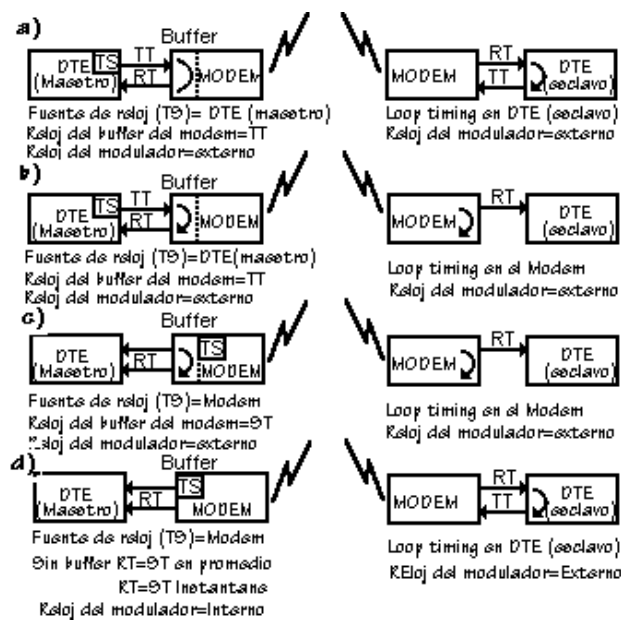 a)
Buffer
DTE TS TT
(Maestro) RT MODEM
MODEM RT DTE
TT (esclavo)
Fuente de reloj (TS)= DTE (maestro)
Reloj del buffer del modem=TT
Reloj del modulador=externo
Loop timing en DTE (esclavo)
Reloj del modulador=externo
b)
Buffer
DTE TS TT
(Maestro) RT MODEM
MODEM RT DTE
(esclavo)
Fuente de reloj (TS)=DTE(maestro)
Reloj del buffer del modem=TT
Reloj del modulador=externo
Loop timing en el Modem
Reloj del modulador=externo
c)
Buffer
DTE TS
(Maestro) RT MODEM
MODEM RT DTE
(esclavo)
Fuente de reloj (TS)=Modem
Reloj del buffer del modem=ST
Reloj del modulador=externo
Loop timing en el Modem
Reloj del modulador=externo
d)
Buffer
DTE TS
(Maestro) RT MODEM
MODEM RT DTE
TT (esclavo)
Fuente de reloj (TS)=Modem
Sin buffer RT=ST en promedio
RT=ST Instantane
Reloj del modulador=Interno
Loop timing en DTE (esclavo)
REloj del modulador=Externo